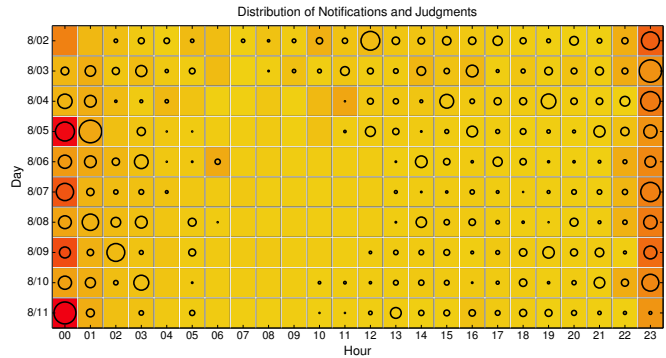 Distribution of Notifications and Judgments
8/02
8/03
8/04
8/05
8/06
8/07
8/08
8/09
8/10
8/11
Day
00 01 02 03 04 05 06 07 08 09 10 11 12 13 14 15 16 17 18 19 20 21 22 23
Hour